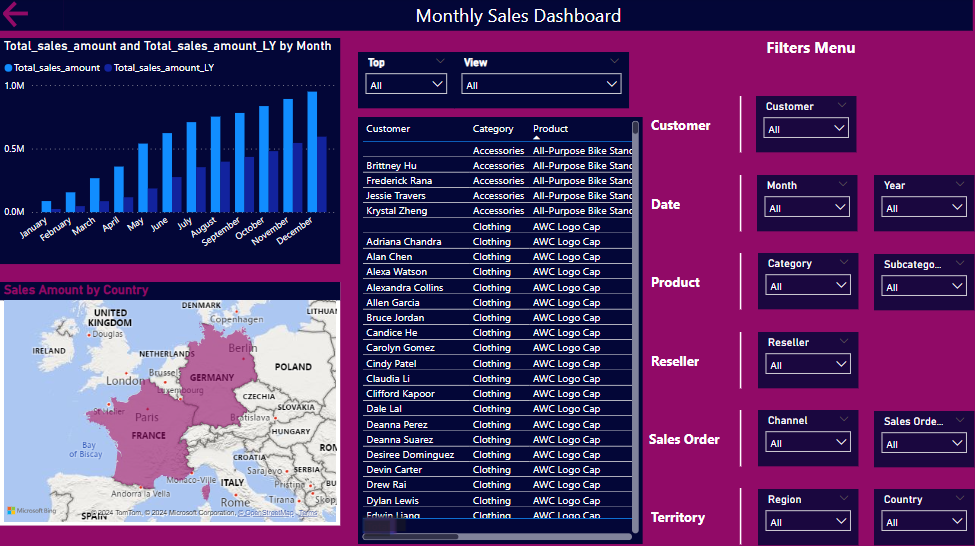 Monthly Sales Dashboard
Total_sales_amount and Total_sales_amount_LY by Month
Total_sales_amount Total_sales_amount_LY
1.0M
0.5M
0.0M
January February March April May June July August September October November December
Sales Amount by Country
DENMARK
LITHUAN
UNITED
KINGDOM
Copenhagen
Douglas
IRELAND
NETHERLANDS
Berlin
London
Brussels
GERMANY
POLAND
Luxembourg
CZECHIA
St Helier
Paris
SLOVAKIA
Bratislava
FRANCE
HUNGARY
Bay
of Biscay
CROATIA
RON
SERBIA
Sarajevo
Monaco-Ville
ITALY
Pristina
Andorra la Vella
Rome
Tirana
Skop
SPAIN
Microsoft Bing
© 2024 TomTom, © 2024 Microsoft Corporation, © OpenStreetMap Terms
Top View
All All
Customer Category Product
Accessories All-Purpose Bike Stand
Brittney Hu Accessories All-Purpose Bike Stand
Frederick Rana Accessories All-Purpose Bike Stand
Jessie Travers Accessories All-Purpose Bike Stand
Krystal Zheng Accessories All-Purpose Bike Stand
Clothing AWC Logo Cap
Adriana Chandra Clothing AWC Logo Cap
Alan Chen Clothing AWC Logo Cap
Alexa Watson Clothing AWC Logo Cap
Alexandra Collins Clothing AWC Logo Cap
Allen Garcia Clothing AWC Logo Cap
Bruce Jordan Clothing AWC Logo Cap
Candice He Clothing AWC Logo Cap
Carolyn Gomez Clothing AWC Logo Cap
Cindy Patel Clothing AWC Logo Cap
Claudia Li Clothing AWC Logo Cap
Clifford Kapoor Clothing AWC Logo Cap
Dale Lal Clothing AWC Logo Cap
Deanna Perez Clothing AWC Logo Cap
Deanna Suarez Clothing AWC Logo Cap
Desiree Dominguez Clothing AWC Logo Cap
Devin Carter Clothing AWC Logo Cap
Drew Rai Clothing AWC Logo Cap
Dylan Lewis Clothing AWC Logo Cap
Edwin Liang Clothing AWC Logo Cap
Filters Menu
Customer
Customer
All
Date
Month Year
All All
Product
Category Subcatego...
All All
Reseller
Reseller
All
Sales Order
Channel Sales Orde...
All All
Territory
Region Country
All All